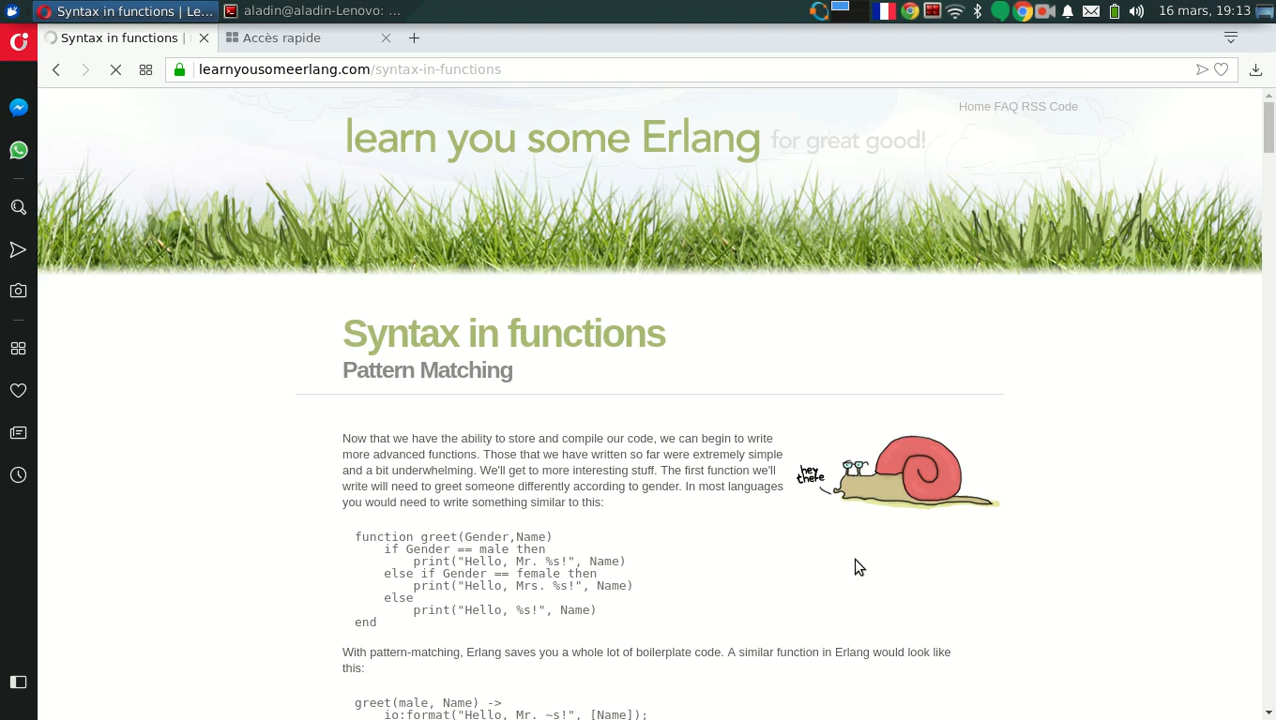 Syntax in functions | Le...
aladin@aladin-Lenovo: ...
16 mars, 19:13
Syntax in functions |
Accès rapide
learnyousomeerlang.com/syntax-in-functions
Home FAQ RSS Code
learn you some Erlang for great good!
Syntax in functions
Pattern Matching
Now that we have the ability to store and compile our code, we can begin to write
more advanced functions. Those that we have written so far were extremely simple
and a bit underwhelming. We'll get to more interesting stuff. The first function we'll
write will need to greet someone differently according to gender. In most languages
you would need to write something similar to this:
hey
there
function greet(Gender,Name)
    if Gender == male then
        print("Hello, Mr. %s!", Name)
    else if Gender == female then
        print("Hello, Mrs. %s!", Name)
    else
        print("Hello, %s!", Name)
end
With pattern-matching, Erlang saves you a whole lot of boilerplate code. A similar function in Erlang would look like
this:
greet(male, Name) ->
    io:format("Hello, Mr. ~s!", [Name]);